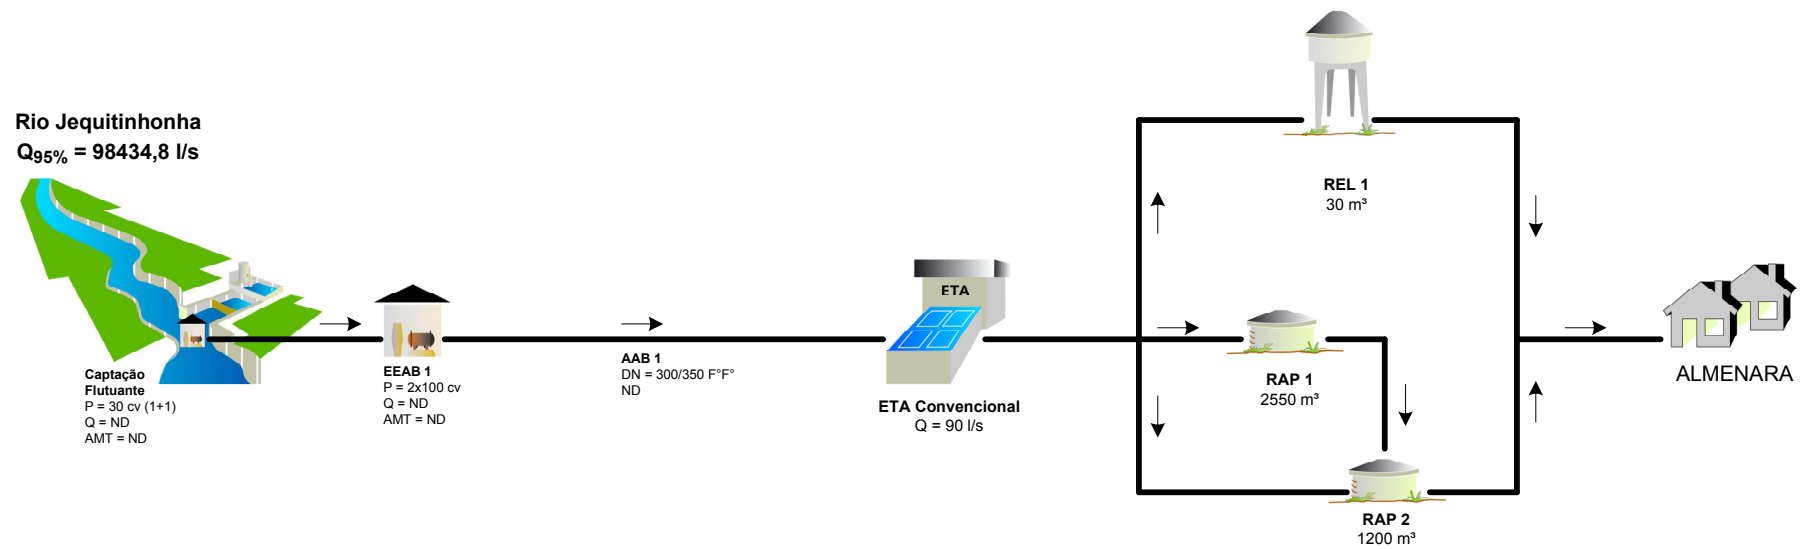 Rio Jequitinhonha
Q95% = 98434,8 l/s
Captação
Flutuante
P = 30 cv (1+1)
Q = ND
AMT = ND
EEAB 1
P = 2x100 cv
Q = ND
AMT = ND
AAB 1
DN = 300/350 F°F°
ND
ETA
ETA Convencional
Q = 90 l/s
REL 1
30 m³
RAP 1
2550 m³
RAP 2
1200 m³
ALMENARA